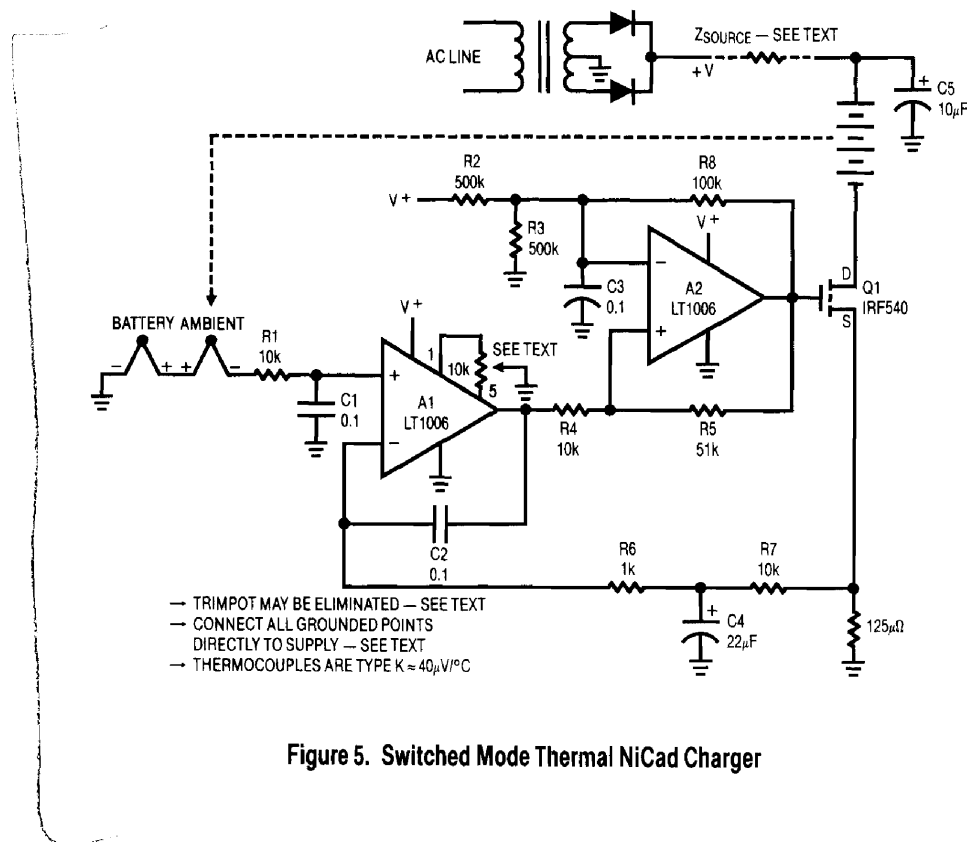 AC LINE
ZSOURCE — SEE TEXT
+V
+
C5
10µF
R2
500k
V+
R3
500k
R8
100k
V+
C3
0.1
−
A2
LT1006
+
D
Q1
IRF540
S
BATTERY AMBIENT
− + + −
R1
10k
C1
0.1
V+
1
10k
SEE TEXT
5
+
A1
LT1006
−
R4
10k
R5
51k
C2
0.1
R6
1k
R7
10k
+
C4
22µF
125µΩ
→ TRIMPOT MAY BE ELIMINATED — SEE TEXT
→ CONNECT ALL GROUNDED POINTS
DIRECTLY TO SUPPLY — SEE TEXT
→ THERMOCOUPLES ARE TYPE K ≈ 40µV/°C
Figure 5. Switched Mode Thermal NiCad Charger